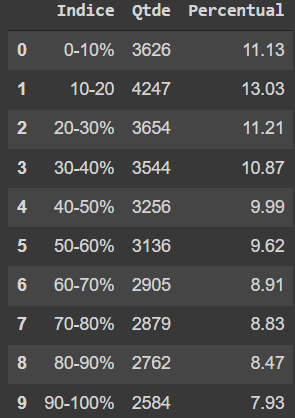 Indice Qtde Percentual
0 0-10% 3626 11.13
1 10-20 4247 13.03
2 20-30% 3654 11.21
3 30-40% 3544 10.87
4 40-50% 3256 9.99
5 50-60% 3136 9.62
6 60-70% 2905 8.91
7 70-80% 2879 8.83
8 80-90% 2762 8.47
9 90-100% 2584 7.93